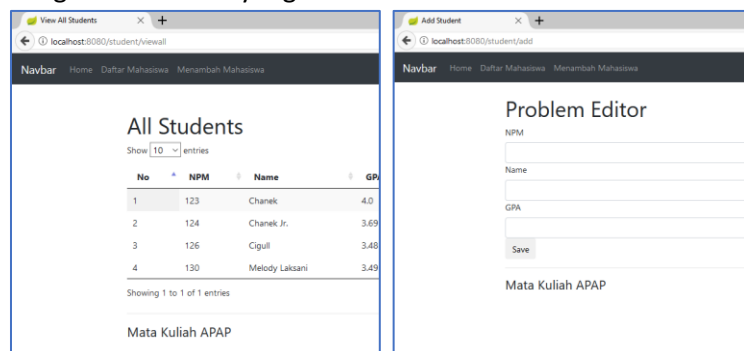 View All Students
localhost:8080/student/viewall
Navbar Home Daftar Mahasiswa Menambah Mahasiswa
All Students
Show 10 entries
No NPM Name
1 123 Chanek 4.0
2 124 Chanek Jr. 3.69
3 126 Cigull 3.48
4 130 Melody Laksani 3.49
Showing 1 to 1 of 1 entries
Mata Kuliah APAP
Add Student
localhost:8080/student/add
Navbar Home Daftar Mahasiswa Menambah Mahasiswa
Problem Editor
NPM
Name
GPA
Save
Mata Kuliah APAP